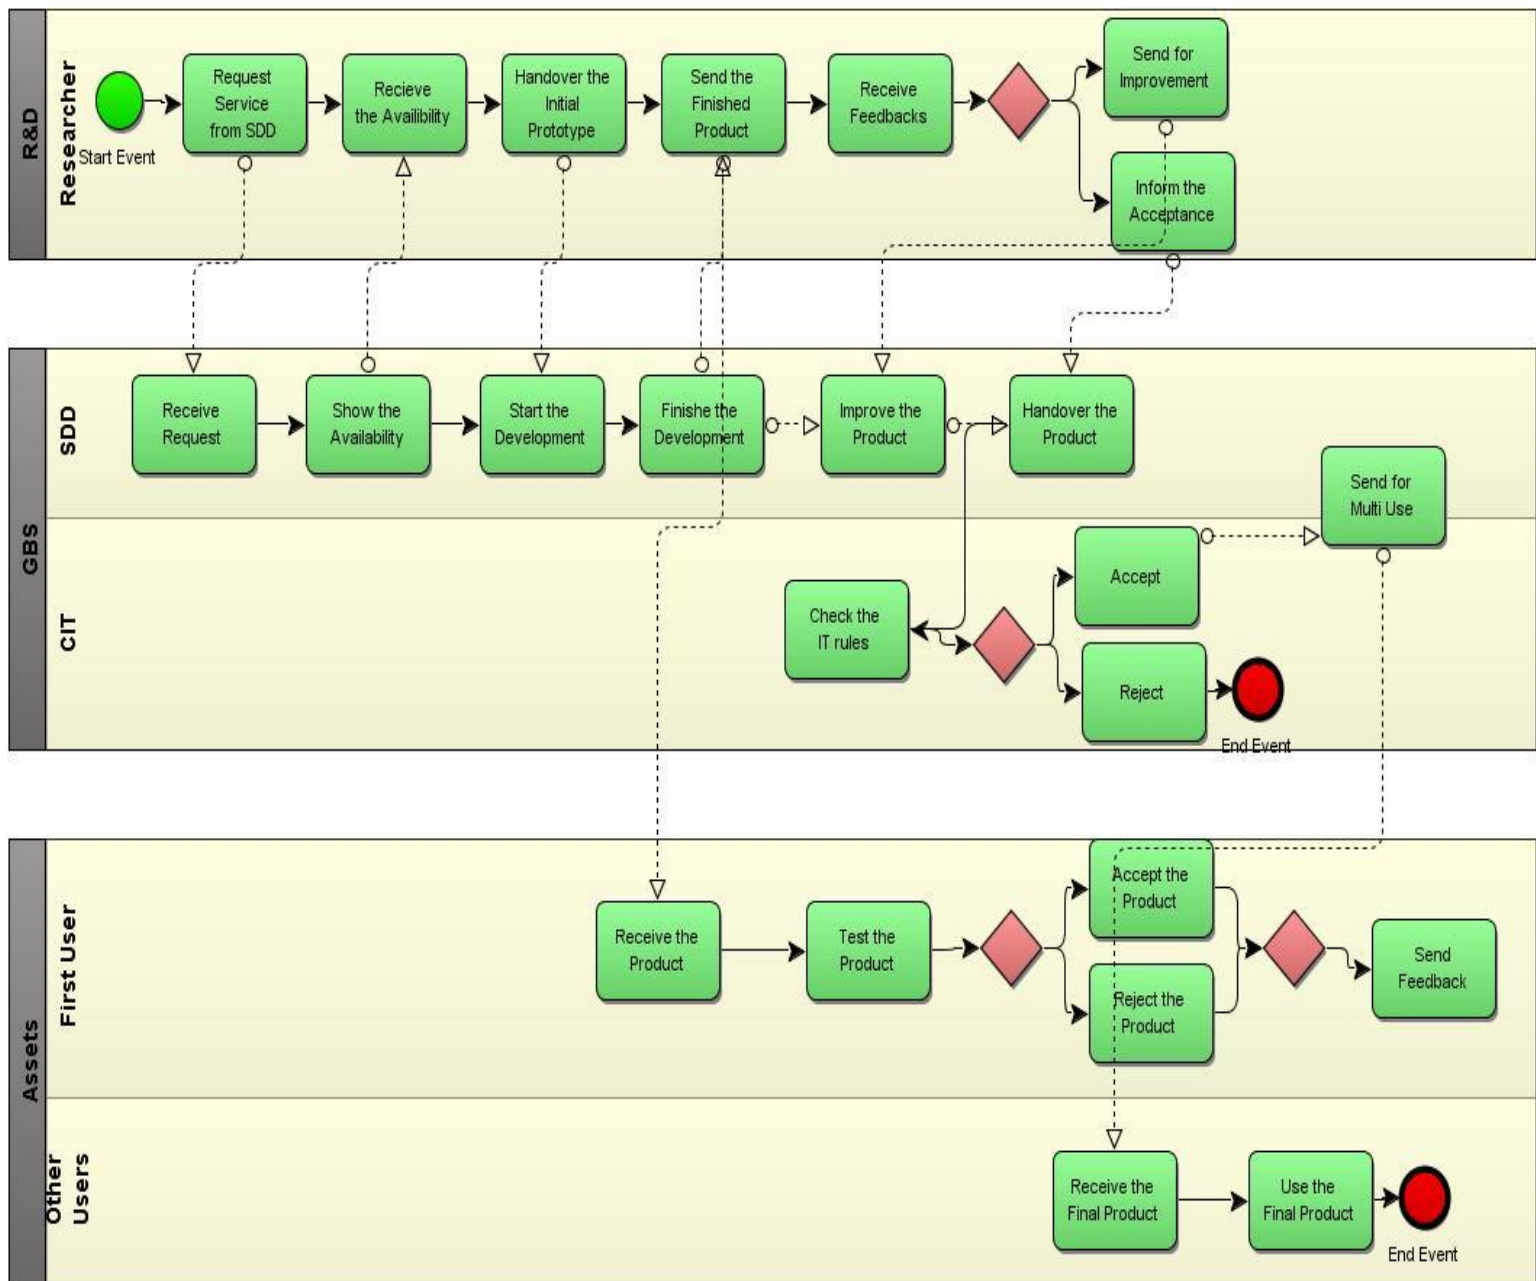 R&D
Researcher
Start Event
Request
Service
from SDD
Recieve
the Availibility
Handover the
Initial
Prototype
Send the
Finished
Product
Receive
Feedbacks
Send for
Improvement
Inform the
Acceptance
GBS
SDD
Receive
Request
Show the
Availability
Start the
Development
Finishe the
Development
Improve the
Product
Handover the
Product
Send for
Multi Use
CIT
Check the
IT rules
Accept
Reject
End Event
Assets
First User
Receive the
Product
Test the
Product
Accept the
Product
Reject the
Product
Send
Feedback
Other
Users
Receive the
Final Product
Use the
Final Product
End Event